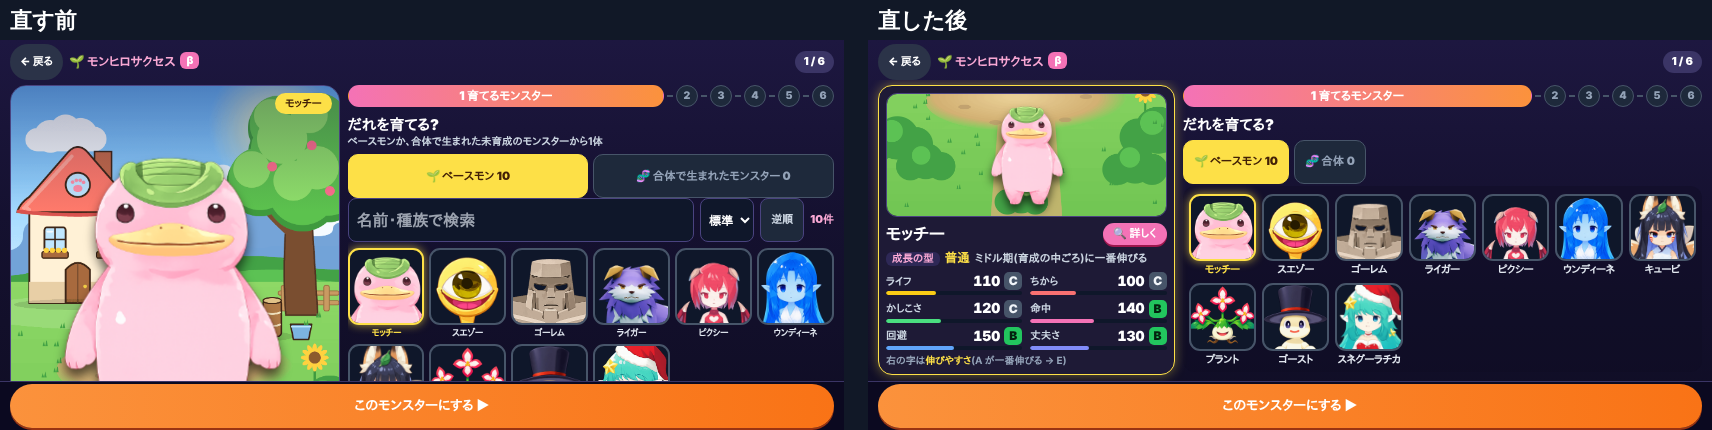 直す前
← 戻る
🌱 モンヒロサクセス β
1 / 6
モッチー
1 育てるモンスター
2
3
4
5
6
だれを育てる?
ベースモンか、合体で生まれた未育成のモンスターから1体
🌱 ベースモン 10
🧬 合体で生まれたモンスター 0
名前・種族で検索
標準
逆順
10件
モッチー
スエゾー
ゴーレム
ライガー
ピクシー
ウンディーネ
このモンスターにする ▶
直した後
← 戻る
🌱 モンヒロサクセス β
1 / 6
モッチー
🔍 詳しく
成長の型 普通 ミドル期(育成の中ごろ)に一番伸びる
ライフ 110 C
ちから 100 C
かしこさ 120 C
命中 140 B
回避 150 B
丈夫さ 130 B
右の字は伸びやすさ(A が一番伸びる → E)
1 育てるモンスター
2
3
4
5
6
だれを育てる?
🌱 ベースモン 10
🧬 合体 0
モッチー
スエゾー
ゴーレム
ライガー
ピクシー
ウンディーネ
キュービ
プラント
ゴースト
スネグーラチカ
このモンスターにする ▶